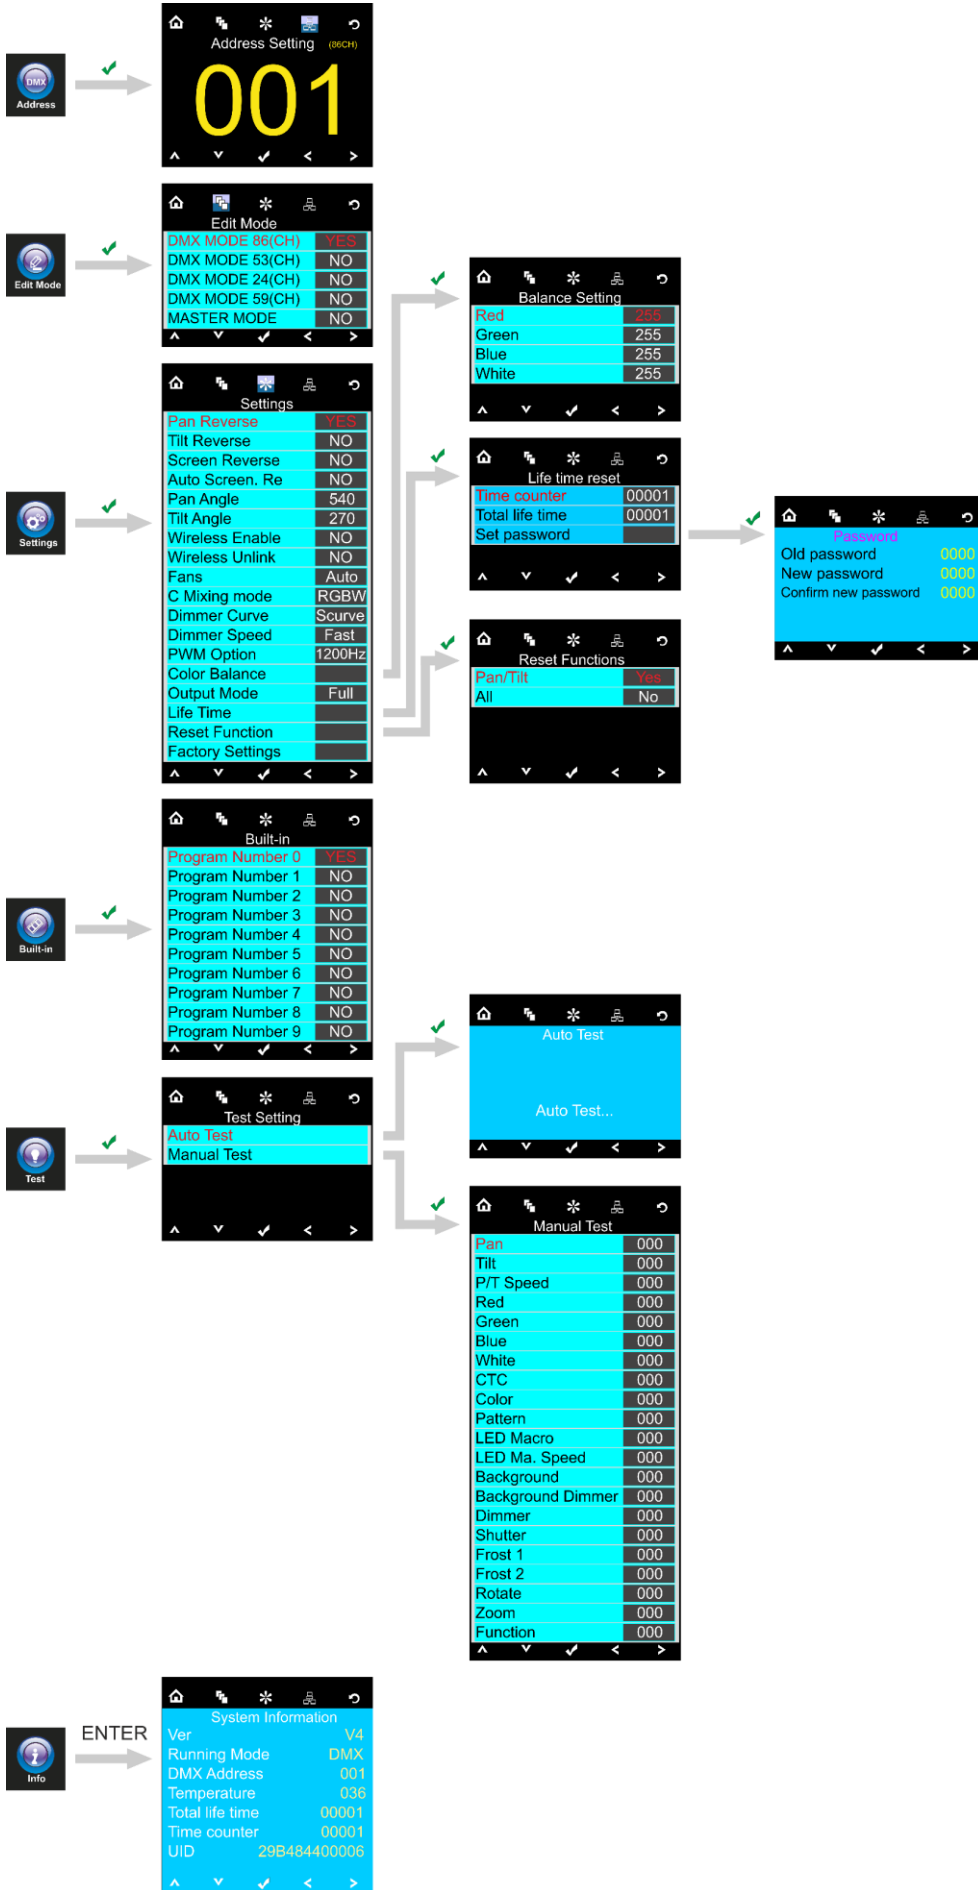 DMX
Address
Address Setting (86CH)
001
Edit Mode
Edit Mode
DMX MODE 86(CH) YES
DMX MODE 53(CH) NO
DMX MODE 24(CH) NO
DMX MODE 59(CH) NO
MASTER MODE NO
Balance Setting
Red 255
Green 255
Blue 255
White 255
Settings
Settings
Pan Reverse YES
Tilt Reverse NO
Screen Reverse NO
Auto Screen. Re NO
Pan Angle 540
Tilt Angle 270
Wireless Enable NO
Wireless Unlink NO
Fans Auto
C Mixing mode RGBW
Dimmer Curve Scurve
Dimmer Speed Fast
PWM Option 1200Hz
Color Balance
Output Mode Full
Life Time
Reset Function
Factory Settings
Life time reset
Time counter 00001
Total life time 00001
Set password
Password
Old password 0000
New password 0000
Confirm new password 0000
Reset Functions
Pan/Tilt Yes
All No
Built-in
Built-in
Program Number 0 YES
Program Number 1 NO
Program Number 2 NO
Program Number 3 NO
Program Number 4 NO
Program Number 5 NO
Program Number 6 NO
Program Number 7 NO
Program Number 8 NO
Program Number 9 NO
Test
Test Setting
Auto Test
Manual Test
Auto Test
Auto Test...
Manual Test
Pan 000
Tilt 000
P/T Speed 000
Red 000
Green 000
Blue 000
White 000
CTC 000
Color 000
Pattern 000
LED Macro 000
LED Ma. Speed 000
Background 000
Background Dimmer 000
Dimmer 000
Shutter 000
Frost 1 000
Frost 2 000
Rotate 000
Zoom 000
Function 000
Info
ENTER
System Information
Ver V4
Running Mode DMX
DMX Address 001
Temperature 036
Total life time 00001
Time counter 00001
UID 29B484400006